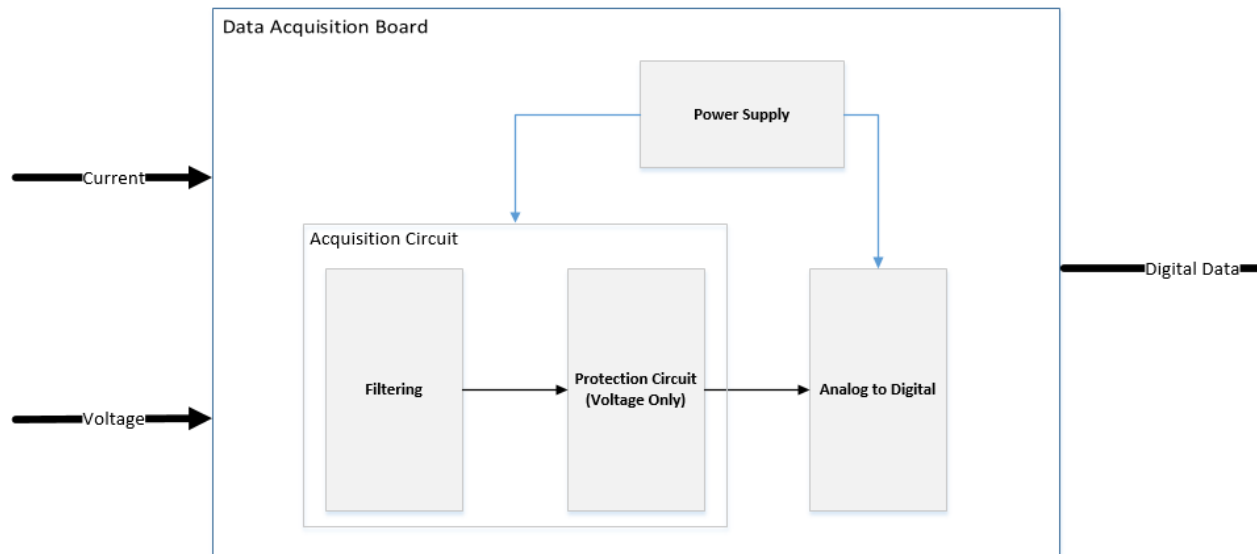 Data Acquisition Board
Power Supply
Current
Acquisition Circuit
Digital Data
Filtering
Protection Circuit
(Voltage Only)
Analog to Digital
Voltage